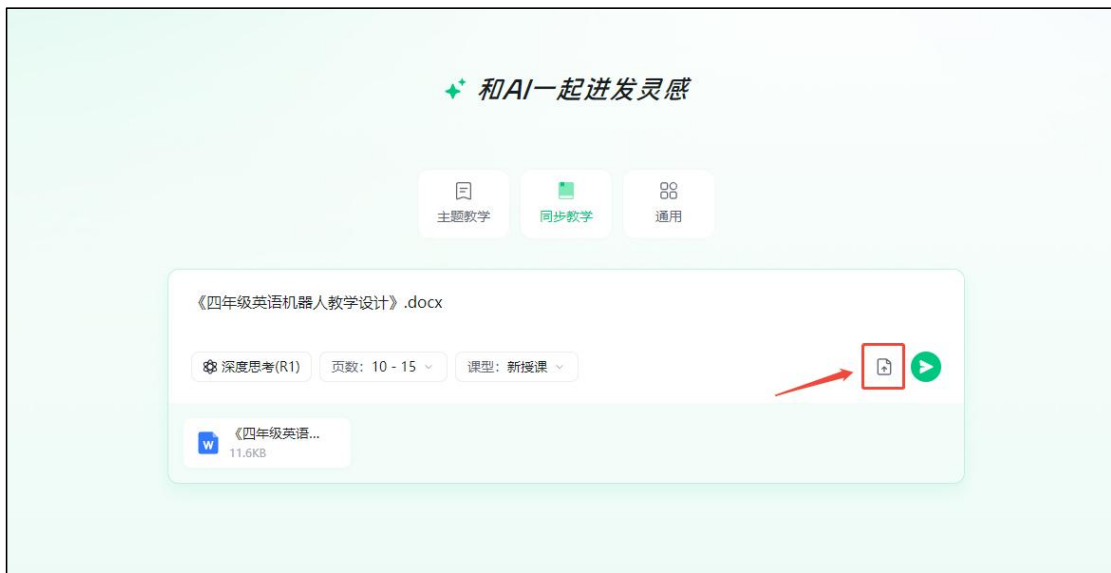 和AI一起迸发灵感
主题教学
同步教学
通用
《四年级英语机器人教学设计》.docx
深度思考(R1)
页数：10 - 15
课型：新授课
W
《四年级英语...
11.6KB